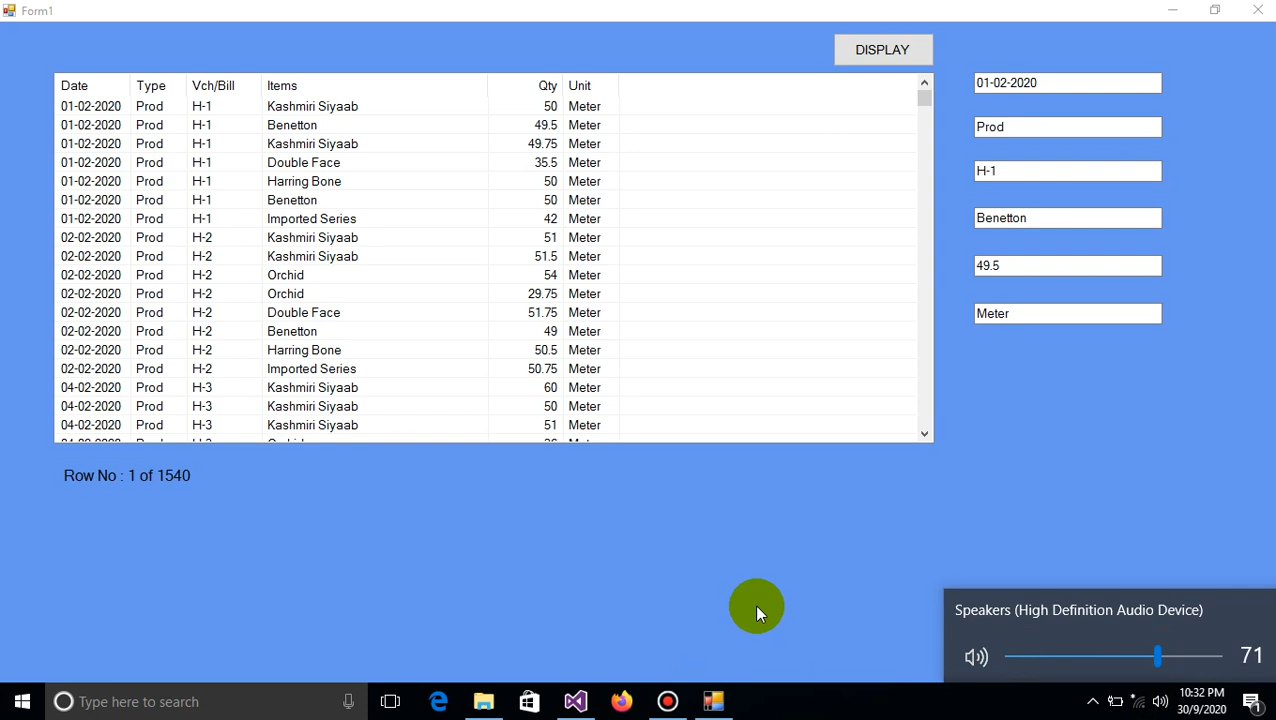 Form1
DISPLAY
Date Type Vch/Bill Items Qty Unit
01-02-2020 Prod H-1 Kashmiri Siyaab 50 Meter
01-02-2020 Prod H-1 Benetton 49.5 Meter
01-02-2020 Prod H-1 Kashmiri Siyaab 49.75 Meter
01-02-2020 Prod H-1 Double Face 35.5 Meter
01-02-2020 Prod H-1 Harring Bone 50 Meter
01-02-2020 Prod H-1 Benetton 50 Meter
01-02-2020 Prod H-1 Imported Series 42 Meter
02-02-2020 Prod H-2 Kashmiri Siyaab 51 Meter
02-02-2020 Prod H-2 Kashmiri Siyaab 51.5 Meter
02-02-2020 Prod H-2 Orchid 54 Meter
02-02-2020 Prod H-2 Orchid 29.75 Meter
02-02-2020 Prod H-2 Double Face 51.75 Meter
02-02-2020 Prod H-2 Benetton 49 Meter
02-02-2020 Prod H-2 Harring Bone 50.5 Meter
02-02-2020 Prod H-2 Imported Series 50.75 Meter
04-02-2020 Prod H-3 Kashmiri Siyaab 60 Meter
04-02-2020 Prod H-3 Kashmiri Siyaab 50 Meter
04-02-2020 Prod H-3 Kashmiri Siyaab 51 Meter
01-02-2020
Prod
H-1
Benetton
49.5
Meter
Row No : 1 of 1540
Speakers (High Definition Audio Device)
71
Type here to search
10:32 PM
30/9/2020
1